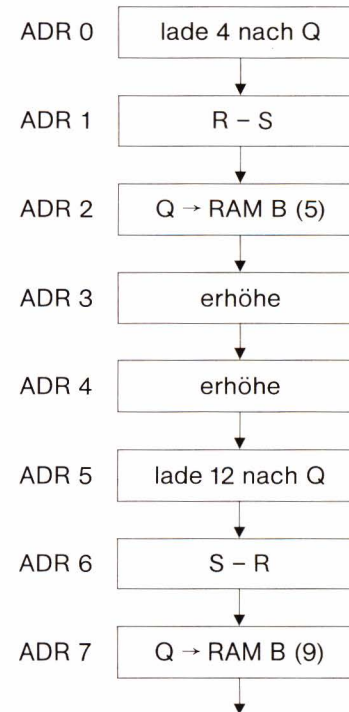 ADR 0 lade 4 nach Q
ADR 1 R – S
ADR 2 Q → RAM B (5)
ADR 3 erhöhe
ADR 4 erhöhe
ADR 5 lade 12 nach Q
ADR 6 S – R
ADR 7 Q → RAM B (9)